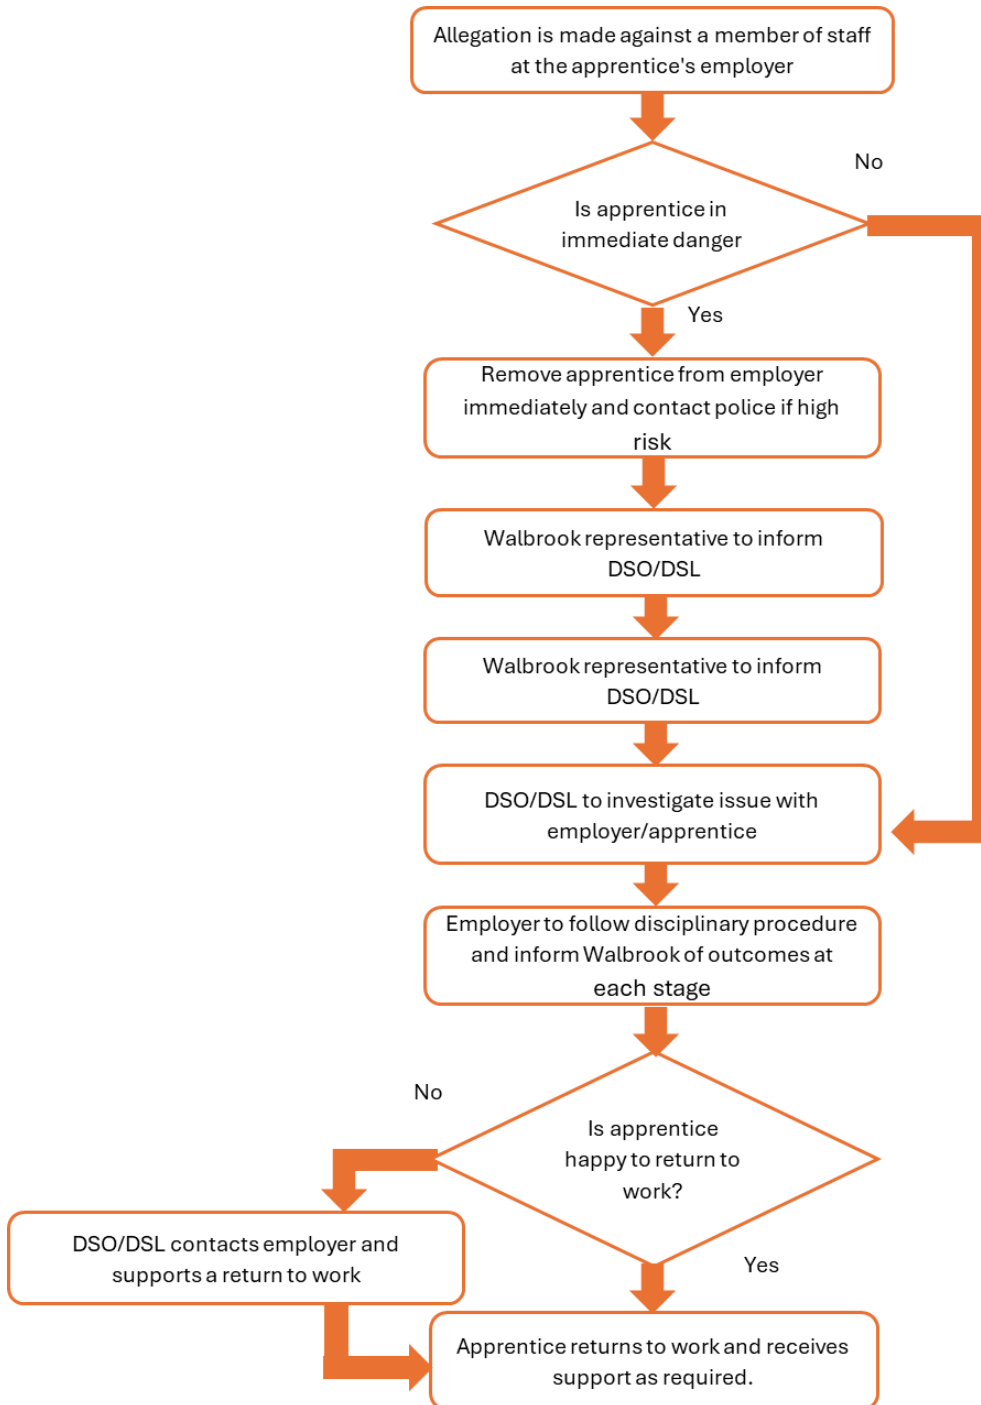 Allegation is made against a member of staff
at the apprentice's employer
No
Is apprentice in
immediate danger
Yes
Remove apprentice from employer
immediately and contact police if high
risk
Walbrook representative to inform
DSO/DSL
Walbrook representative to inform
DSO/DSL
DSO/DSL to investigate issue with
employer/apprentice
Employer to follow disciplinary procedure
and inform Walbrook of outcomes at
each stage
No
Is apprentice
happy to return to
work?
DSO/DSL contacts employer and
supports a return to work
Yes
Apprentice returns to work and receives
support as required.